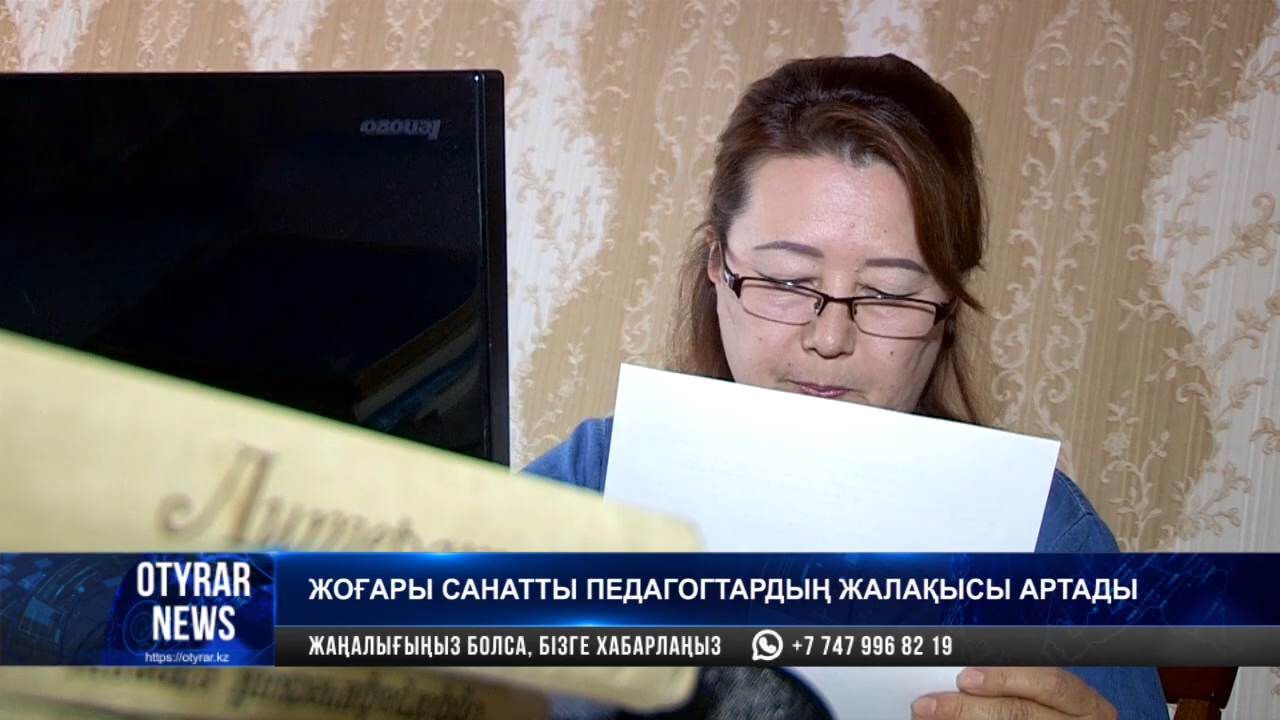 lenovo
Литерат
OTYRAR
NEWS
https://otyrar.kz
ЖОҒАРЫ САНАТТЫ ПЕДАГОГТАРДЫҢ ЖАЛАҚЫСЫ АРТАДЫ
ЖАҢАЛЫҒЫҢЫЗ БОЛСА, БІЗГЕ ХАБАРЛАҢЫЗ +7 747 996 82 19